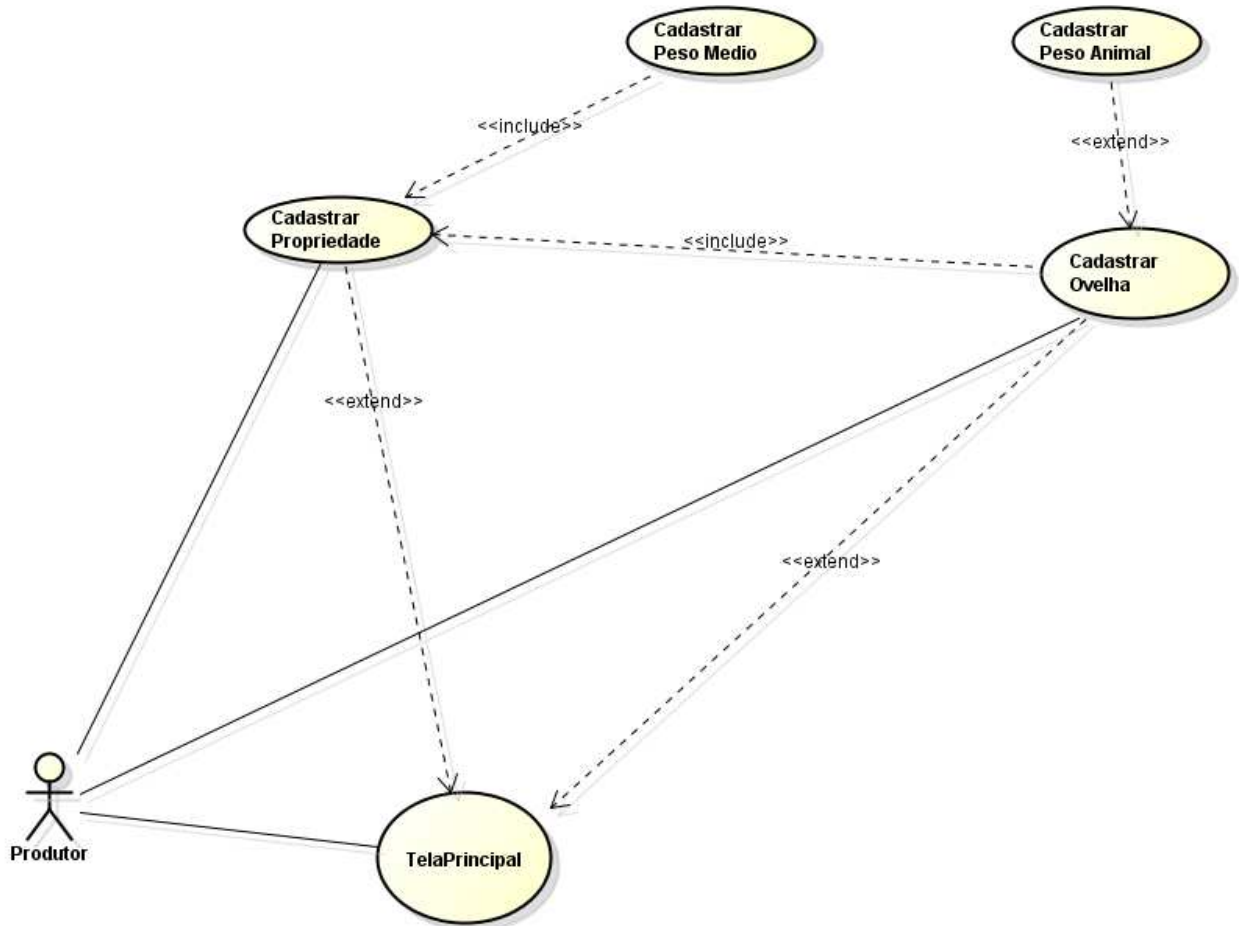 Cadastrar
Peso Medio
Cadastrar
Peso Animal
<<include>>
<<extend>>
Cadastrar
Propriedade
<<include>>
Cadastrar
Ovelha
<<extend>>
<<extend>>
Produtor
TelaPrincipal